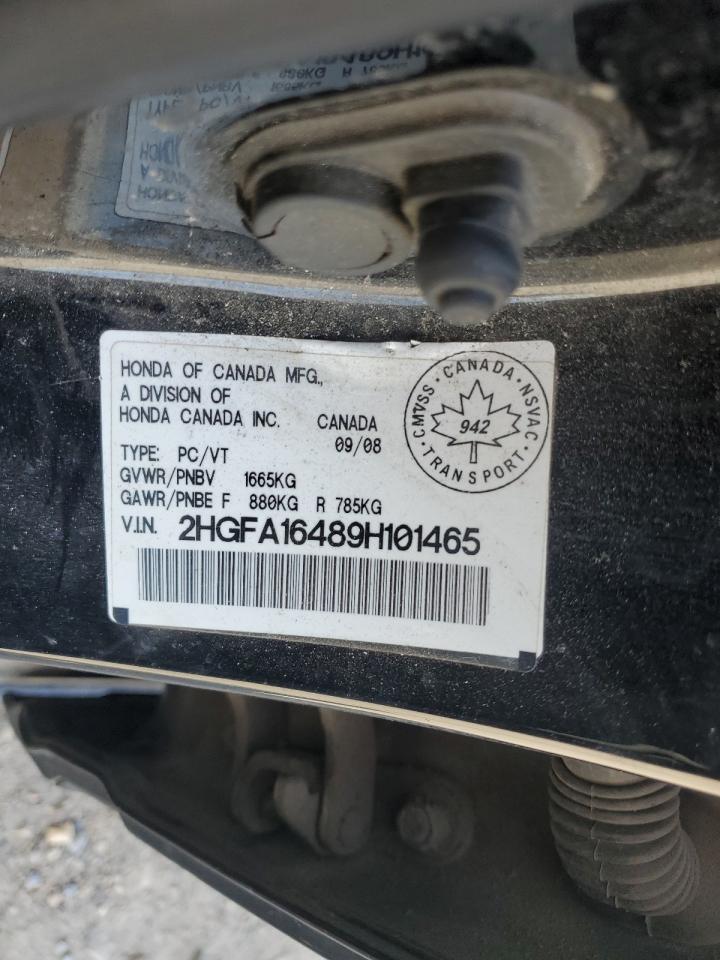 HONDA OF CANADA MFG.,
A DIVISION OF
HONDA CANADA INC. CANADA
09/08
TYPE: PC/VT
GVWR/PNBV 1665KG
GAWR/PNBE F 880KG R 785KG
V.I.N. 2HGFA16489H101465
CMVSS · CANADA · NSVAC · TRANSPORT ·
942